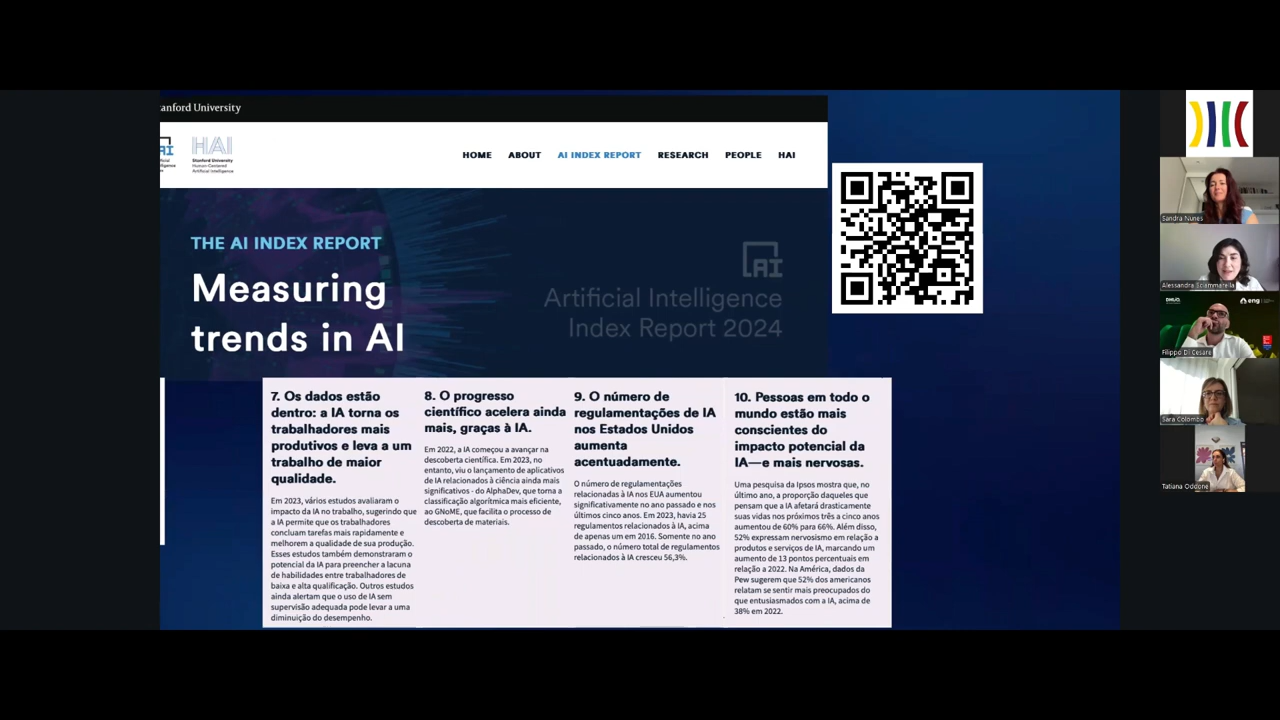 tanford University
AI
HAI
Stanford University
Human-Centered
Artificial Intelligence
HOME ABOUT AI INDEX REPORT RESEARCH PEOPLE HAI
THE AI INDEX REPORT
Measuring
trends in AI
AI
Artificial Intelligence
Index Report 2024
7. Os dados estão
dentro: a IA torna os
trabalhadores mais
produtivos e leva a um
trabalho de maior
qualidade.
Em 2023, vários estudos avaliaram o
impacto da IA no trabalho, sugerindo que
a IA permite que os trabalhadores
concluam tarefas mais rapidamente e
melhorem a qualidade de sua produção.
Esses estudos também demonstraram o
potencial da IA para preencher a lacuna
de habilidades entre trabalhadores de
baixa e alta qualificação. Outros estudos
ainda alertam que o uso de IA sem
supervisão adequada pode levar a uma
diminuição do desempenho.
8. O progresso
científico acelera ainda
mais, graças à IA.
Em 2022, a IA começou a avançar na
descoberta científica. Em 2023, no
entanto, viu o lançamento de aplicativos
de IA relacionados à ciência ainda mais
significativos - do AlphaDev, que torna a
classificação algorítmica mais eficiente,
ao GNoME, que facilita o processo de
descoberta de materiais.
9. O número de
regulamentações de IA
nos Estados Unidos
aumenta
acentuadamente.
O número de regulamentações
relacionadas à IA nos EUA aumentou
significativamente no ano passado e nos
últimos cinco anos. Em 2023, havia 25
regulamentos relacionados à IA, acima
de apenas um em 2016. Somente no ano
passado, o número total de regulamentos
relacionados à IA cresceu 56,3%.
10. Pessoas em todo o
mundo estão mais
conscientes do
impacto potencial da
IA—e mais nervosas.
Uma pesquisa da Ipsos mostra que, no
último ano, a proporção daqueles que
pensam que a IA afetará drasticamente
suas vidas nos próximos três a cinco anos
aumentou de 60% para 66%. Além disso,
52% expressam nervosismo em relação a
produtos e serviços de IA, marcando um
aumento de 13 pontos percentuais em
relação a 2022. Na América, dados da
Pew sugerem que 52% dos americanos
relatam se sentir mais preocupados do
que entusiasmados com a IA, acima de
38% em 2022.
Sandra Nunes
Alessandra Sciammarella
eng
Filippo Di Cesare
Sara Colombo
Tatiana Oddone